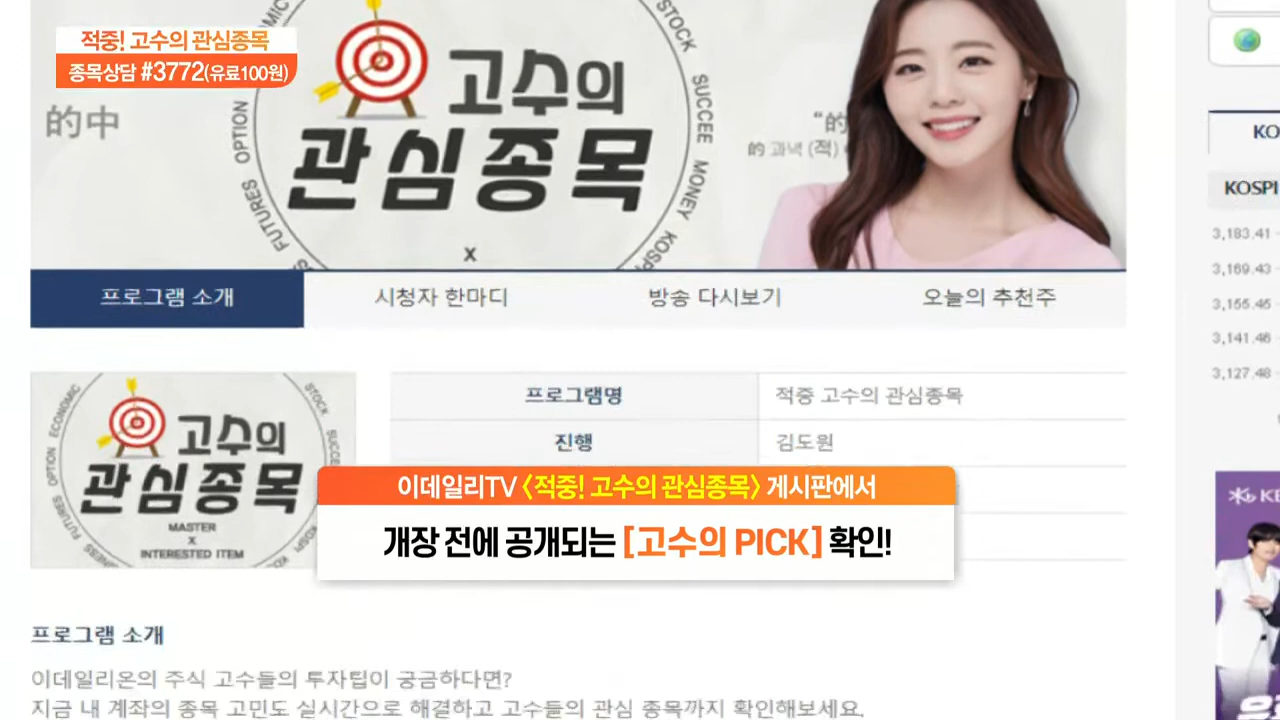 적중! 고수의 관심종목
종목상담 #3772(유료100원)
的中
고수의
관심종목
X
OPTION
FUTURES
STOCK
SUCCEE
MONEY
“的
的 과녁 (적)
프로그램 소개
시청자 한마디
방송 다시보기
오늘의 추천주
KOSPI
3,183.41
3,169.43
3,155.45
3,141.46
3,127.48
고수의
관심종목
MASTER
X
INTERESTED ITEM
OPTION ECONOMIC
STOCK
FUTURES
프로그램명
적중 고수의 관심종목
진행
김도원
이데일리TV 〈적중! 고수의 관심종목〉 게시판에서
개장 전에 공개되는 [고수의 PICK] 확인!
프로그램 소개
이데일리온의 주식 고수들의 투자팁이 궁금하다면?
지금 내 계좌의 종목 고민도 실시간으로 해결하고 고수들의 관심 종목까지 확인해보세요.